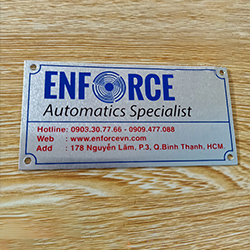 ENFORCE
Automatics Specialist
Hotline: 0903.30.77.66 - 0909.477.088
Web : www.enforcevn.com
Add : 178 Nguyễn Lâm, P.3, Q.Bình Thạnh, HCM